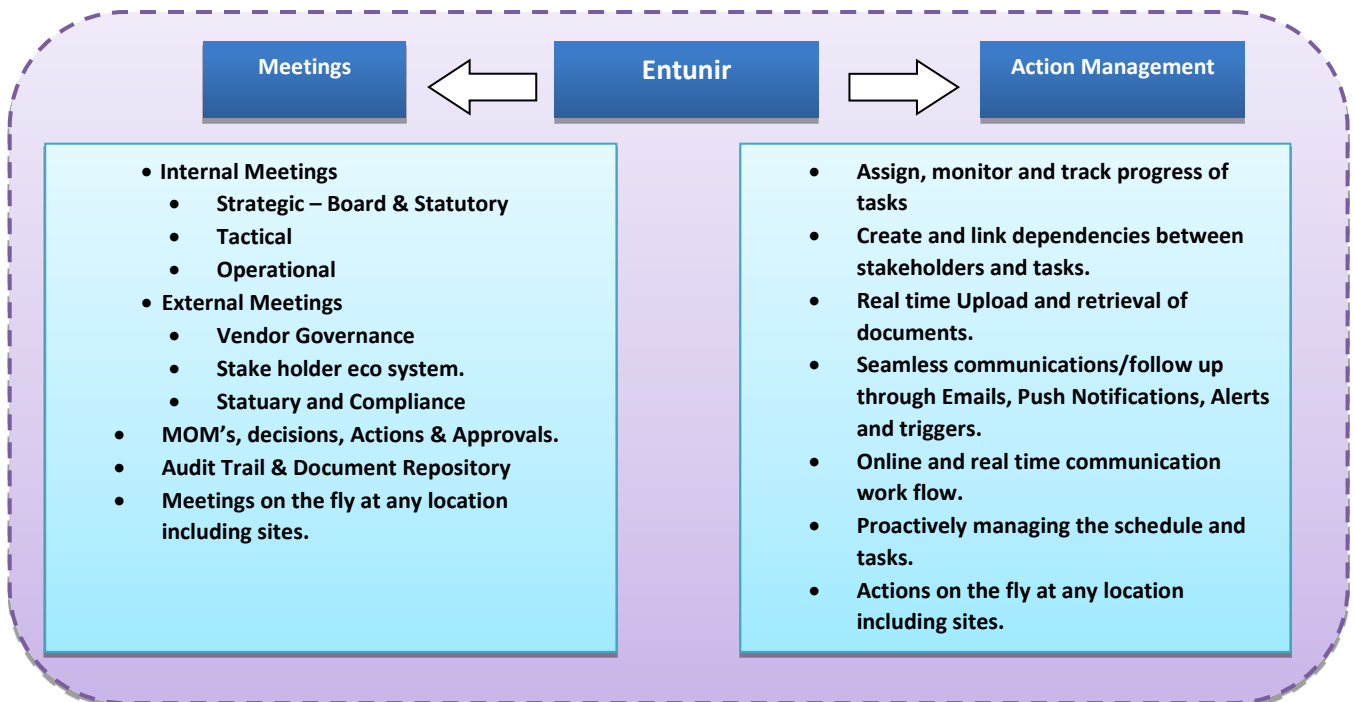 Meetings
Entunir
Action Management
• Internal Meetings
• Strategic – Board & Statutory
• Tactical
• Operational
• External Meetings
• Vendor Governance
• Stake holder eco system.
• Statuary and Compliance
• MOM’s, decisions, Actions & Approvals.
• Audit Trail & Document Repository
• Meetings on the fly at any location
including sites.
• Assign, monitor and track progress of
tasks
• Create and link dependencies between
stakeholders and tasks.
• Real time Upload and retrieval of
documents.
• Seamless communications/follow up
through Emails, Push Notifications, Alerts
and triggers.
• Online and real time communication
work flow.
• Proactively managing the schedule and
tasks.
• Actions on the fly at any location
including sites.